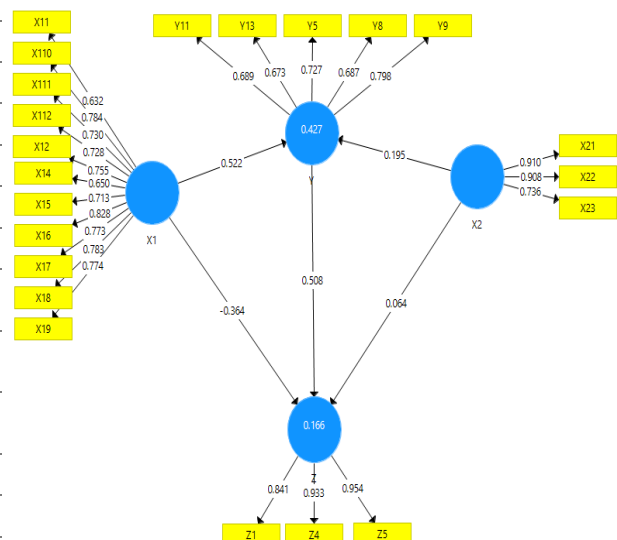 X11
X110
X111
X112
X12
X14
X15
X16
X17
X18
X19
0.632
0.784
0.730
0.728
0.755
0.650
0.713
0.828
0.773
0.783
0.774
X1
Y11
Y13
Y5
Y8
Y9
0.689
0.673
0.727
0.687
0.798
0.427
Y
0.522
0.195
X21
X22
X23
0.910
0.908
0.736
X2
0.508
-0.364
0.064
0.166
Z
0.841
0.933
0.954
Z1
Z4
Z5